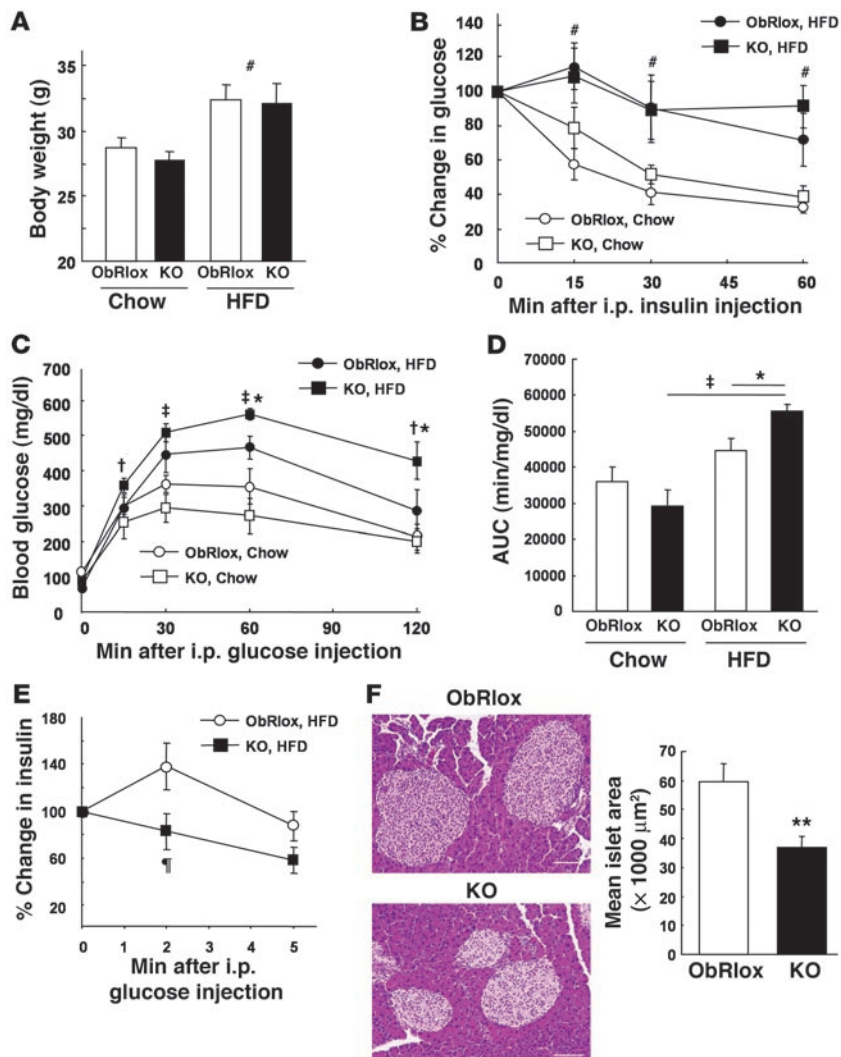 A
Body weight (g)
35
30
25
20
#
ObRlox KO ObRlox KO
Chow HFD
B
% Change in glucose
140
120
100
80
60
40
20
0
# # #
ObRlox, HFD
KO, HFD
ObRlox, Chow
KO, Chow
0 15 30 45 60
Min after i.p. insulin injection
C
Blood glucose (mg/dl)
700
600
500
400
300
200
100
0
† ‡ ‡* †*
ObRlox, HFD
KO, HFD
ObRlox, Chow
KO, Chow
0 30 60 90 120
Min after i.p. glucose injection
D
AUC (min/mg/dl)
70000
60000
50000
40000
30000
20000
10000
0
‡ *
ObRlox KO ObRlox KO
Chow HFD
E
% Change in insulin
180
140
100
60
20
ObRlox, HFD
KO, HFD
¶
0 1 2 3 4 5
Min after i.p.
glucose injection
F
ObRlox
KO
Mean islet area
(× 1000 µm²)
70
60
50
40
30
20
10
0
**
ObRlox KO